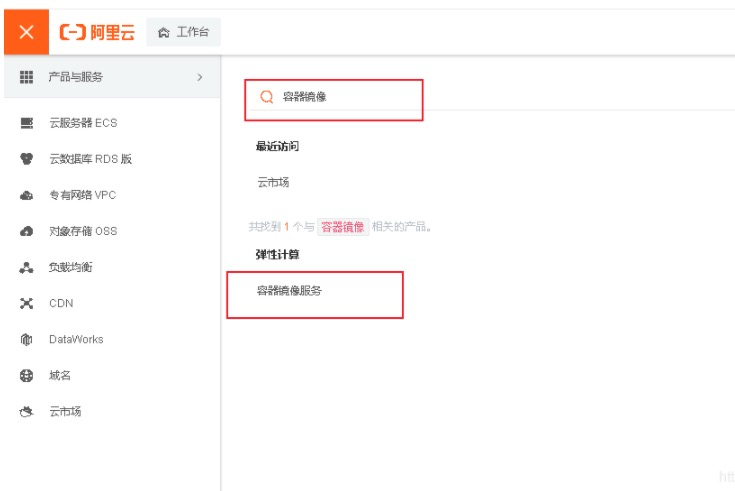 阿里云 工作台
产品与服务
云服务器 ECS
云数据库 RDS 版
专有网络 VPC
对象存储 OSS
负载均衡
CDN
DataWorks
域名
云市场
容器镜像
最近访问
云市场
共找到 1 个与 容器镜像 相关的产品。
弹性计算
容器镜像服务